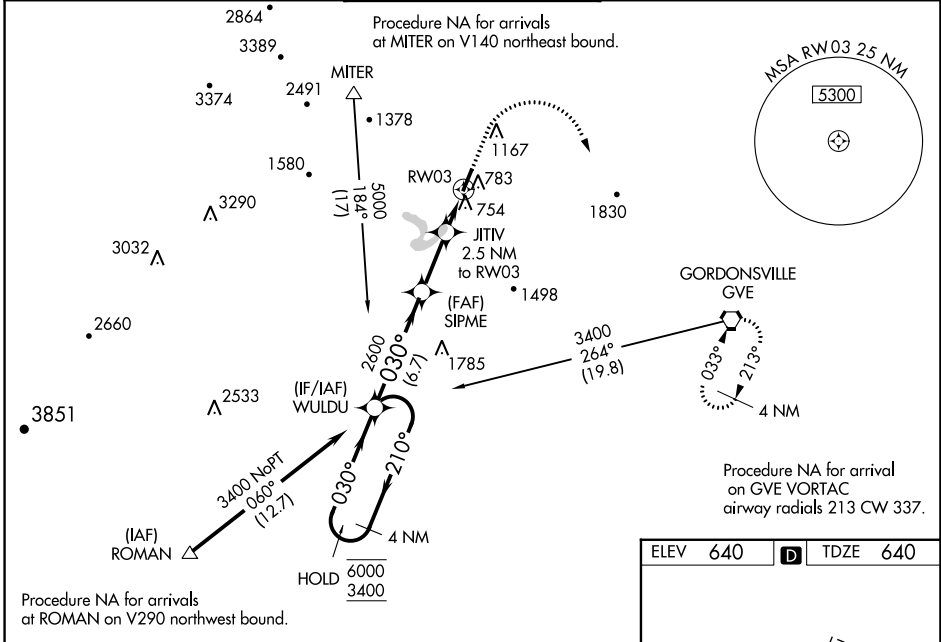 2864
Procedure NA for arrivals
at MITER on V140 northeast bound.
3389
MSA RW03 25 NM
5300
MITER
3374
2491
1378
1167
1580
RW03
783
754
5000
184°
(17)
1830
3290
JITIV
2.5 NM
to RW03
3032
GORDONSVILLE
GVE
(FAF)
SIPME
1498
2660
3400
264°
(19.8)
2600
030°
(6.7)
1785
033°
213°
4 NM
(IF/IAF)
WULDU
2533
3851
030°
210°
3400 NoPT
060°
(12.7)
Procedure NA for arrival
on GVE VORTAC
airway radials 213 CW 337.
(IAF)
ROMAN
4 NM
HOLD
6000
3400
ELEV 640
D
TDZE 640
Procedure NA for arrivals
at ROMAN on V290 northwest bound.